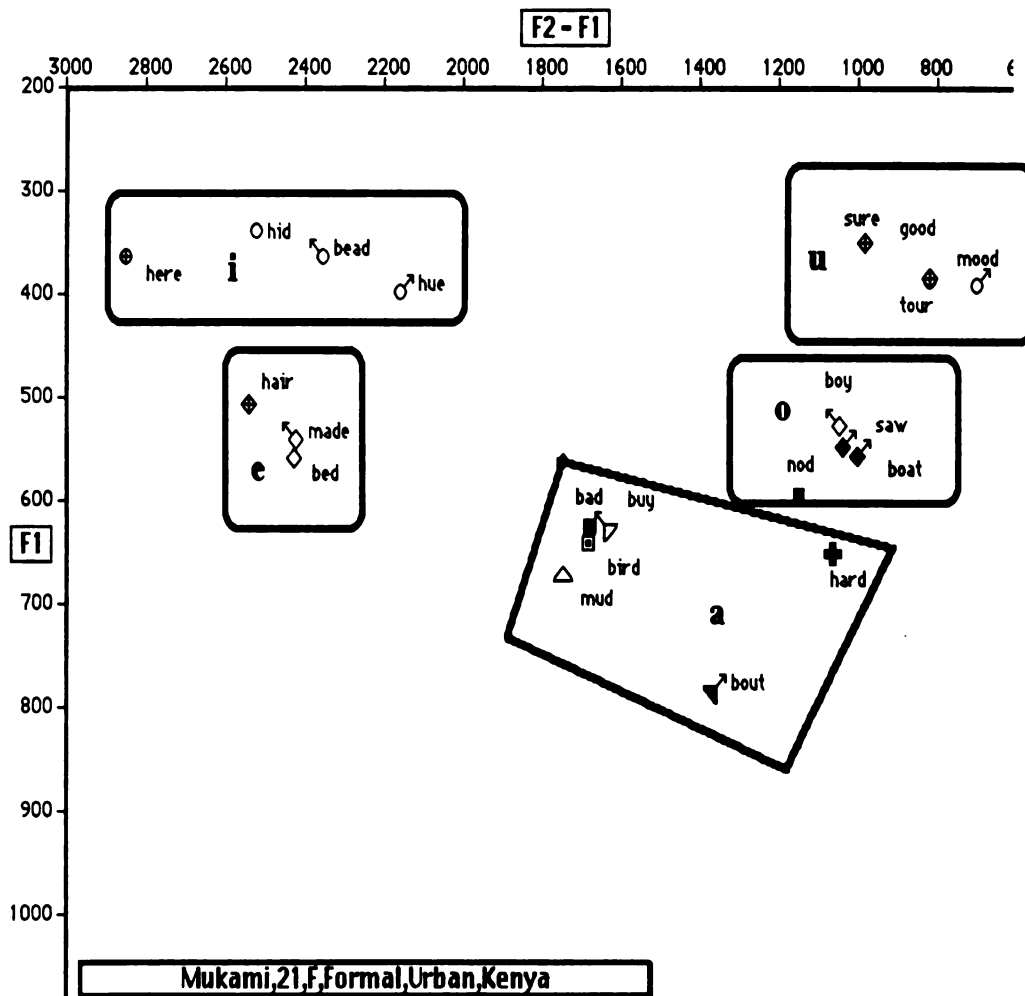 F2 - F1
3000 2800 2600 2400 2200 2000 1800 1600 1400 1200 1000 800 6
200
300
400
500
600
700
800
900
1000
F1
here
hid
i
bead
hue
sure
good
u
mood
tour
hair
made
e
bed
boy
o
saw
nod
boat
bad
buy
bird
mud
hard
a
bout
Mukami,21,F,Formal,Urban,Kenya